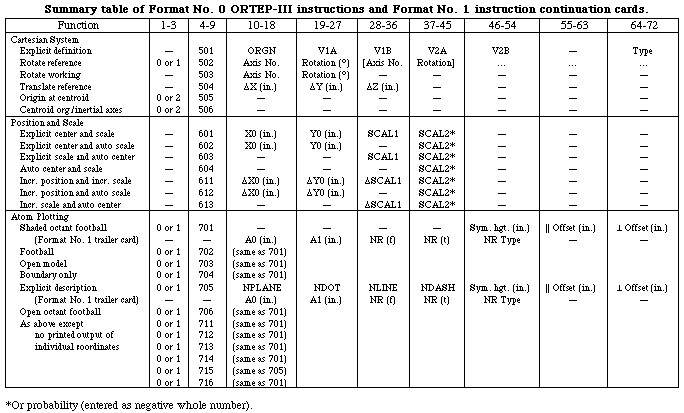 Summary table of Format No. 0 ORTEP-III instructions and Format No. 1 instruction continuation cards.
Function 1-3 4-9 10-18 19-27 28-36 37-45 46-54 55-63 64-72
Cartesian System
Explicit definition — 501 ORGN V1A V1B V2A V2B — Type
Rotate reference 0 or 1 502 Axis No. Rotation (°) [Axis No. Rotation] ... ... ...
Rotate working — 503 Axis No. Rotation (°) — — — — —
Translate reference — 504 ΔX (in.) ΔY (in.) ΔZ (in.) — — — —
Origin at centroid 0 or 2 505 — — — — — — —
Centroid org/inertial axes 0 or 2 506 — — — — — — —
Position and Scale
Explicit center and scale — 601 X0 (in.) Y0 (in.) SCAL1 SCAL2* — — —
Explicit center and auto scale — 602 X0 (in.) Y0 (in.) — SCAL2* — — —
Explicit scale and auto center — 603 — — SCAL1 SCAL2* — — —
Auto center and scale — 604 — — — SCAL2* — — —
Incr. position and incr. scale — 611 ΔX0 (in.) ΔY0 (in.) ΔSCAL1 SCAL2* — — —
Incr. position and auto scale — 612 ΔX0 (in.) ΔY0 (in.) — SCAL2* — — —
Incr. scale and auto center — 613 — — ΔSCAL1 SCAL2* — — —
Atom Plotting
Shaded octant football 0 or 1 701 — — — — Sym. hgt. (in.) || Offset (in.) ⊥ Offset (in.)
(Format No. 1 trailer card) — — A0 (in.) A1 (in.) NR (f) NR (t) NR Type — —
Football 0 or 1 702 (same as 701)
Open model 0 or 1 703 (same as 701)
Boundary only 0 or 1 704 (same as 701)
Explicit description 0 or 1 705 NPLANE NDOT NLINE NDASH Sym. hgt. (in.) || Offset (in.) ⊥ Offset (in.)
(Format No. 1 trailer card) — — A0 (in.) A1 (in.) NR (f) NR (t) NR Type — —
Open octant football 0 or 1 706 (same as 701)
As above except 0 or 1 711 (same as 701)
no printed output of 0 or 1 712 (same as 701)
individual coordinates 0 or 1 713 (same as 701)
0 or 1 714 (same as 701)
0 or 1 715 (same as 705)
0 or 1 716 (same as 701)
*Or probability (entered as negative whole number).